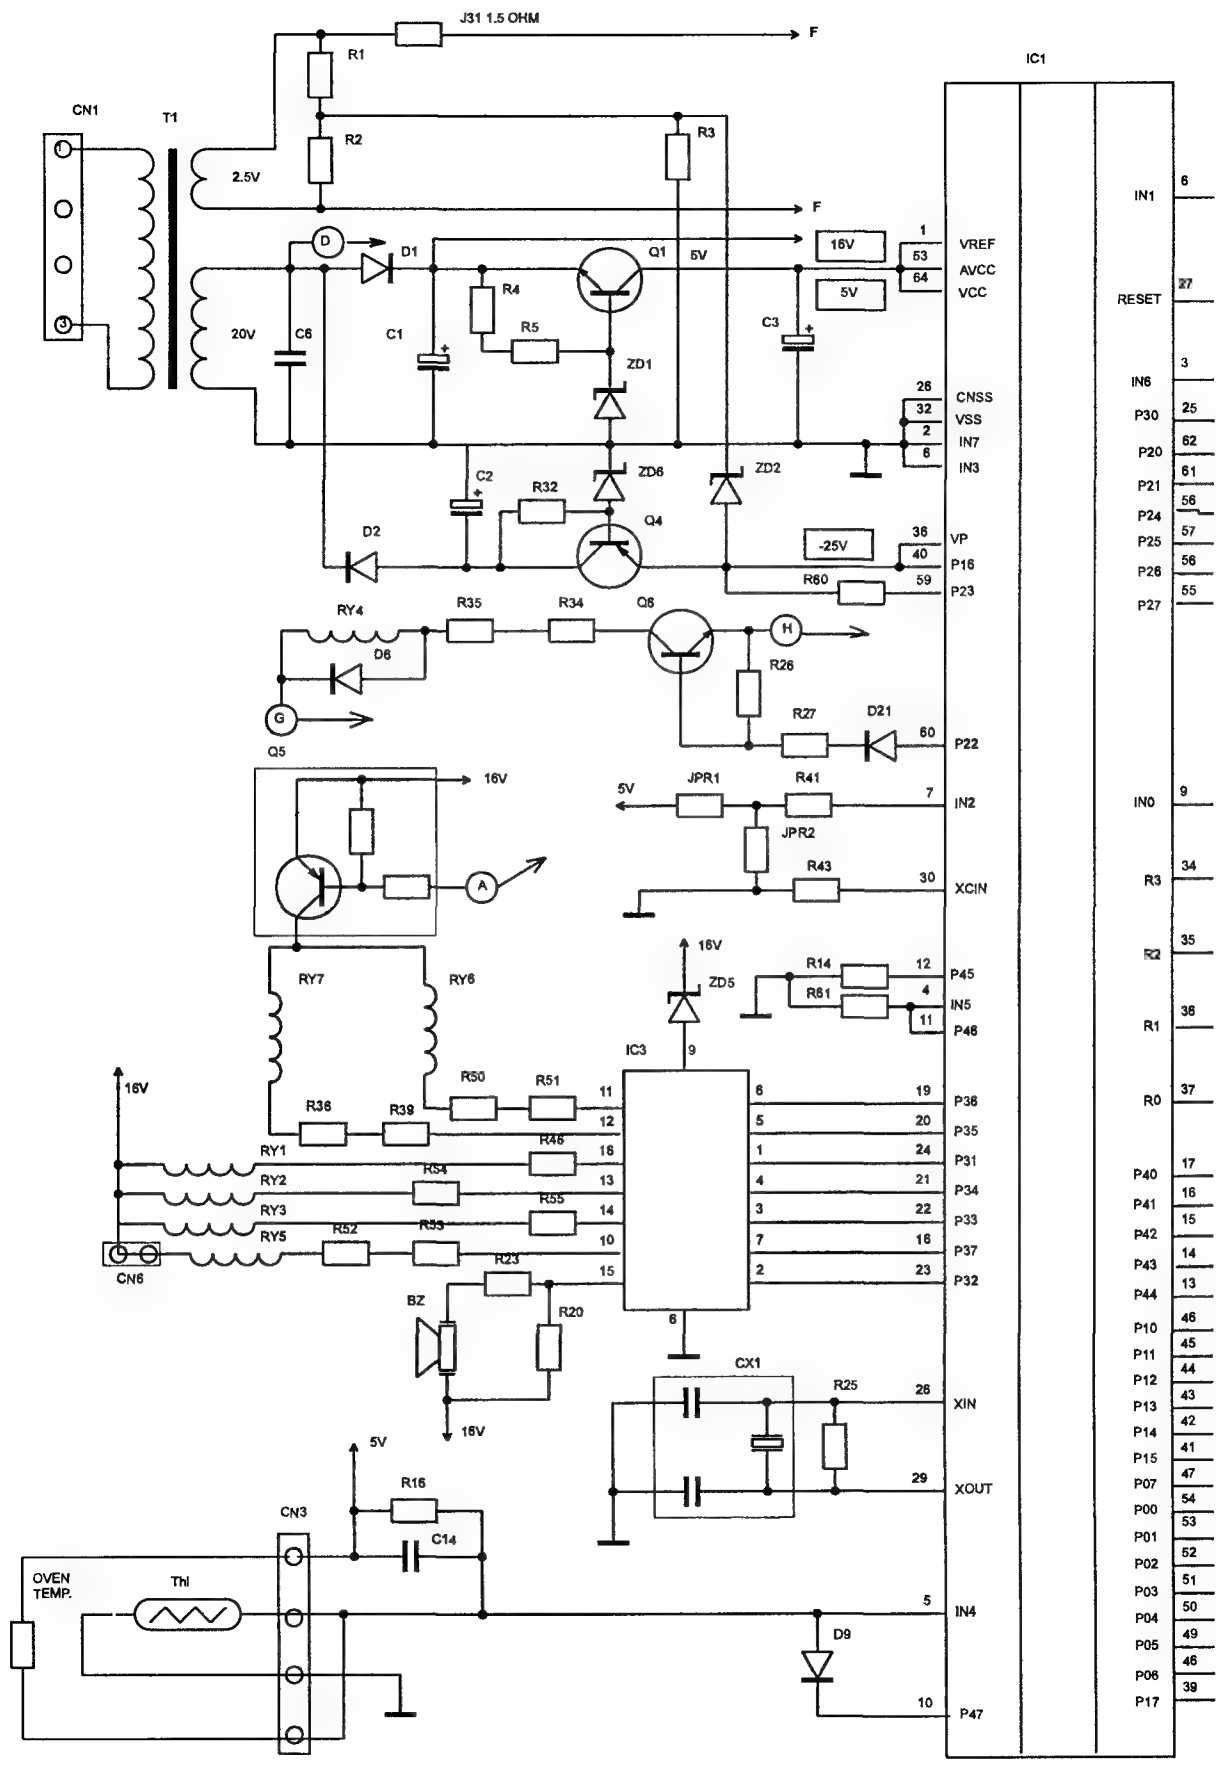 J31 1.5 OHM
F
R1
IC1
CN1
T1
R2
R3
1
2.5V
6
IN1
F
D
D1
Q1
5V
16V
1
VREF
53
AVCC
64
VCC
5V
27
RESET
R4
R5
C3
+
20V
C6
C1
+
ZD1
3
3
IN6
26
CNSS
32
VSS
2
IN7
6
IN3
P30
25
62
P20
61
P21
56
P24
57
P25
56
P26
55
P27
C2
+
R32
ZD6
ZD2
Q4
D2
-25V
36
VP
40
P16
R60
59
P23
RY4
R35
R34
Q6
H
D6
R26
G
R27
D21
60
P22
Q5
16V
5V
JPR1
R41
7
IN2
9
IN0
JPR2
A
R43
30
XCIN
34
R3
RY7
RY6
16V
ZD5
R14
12
P45
R61
4
IN5
11
P46
35
R2
36
R1
IC3
9
16V
R50
R51
11
6
19
P36
37
R0
R36
R39
12
5
20
P35
RY1
R46
16
1
24
P31
17
P40
RY2
R54
13
4
21
P34
16
P41
RY3
R55
14
3
22
P33
15
P42
RY5
R52
R53
10
7
16
P37
14
P43
CN6
R23
15
2
23
P32
13
P44
BZ
R20
6
46
P10
45
P11
44
P12
CX1
R25
26
XIN
43
P13
42
P14
16V
5V
41
P15
R16
29
XOUT
47
P07
54
P00
CN3
C14
53
P01
52
P02
OVEN
TEMP.
Thl
5
IN4
51
P03
50
P04
D9
49
P05
46
P06
39
P17
10
P47